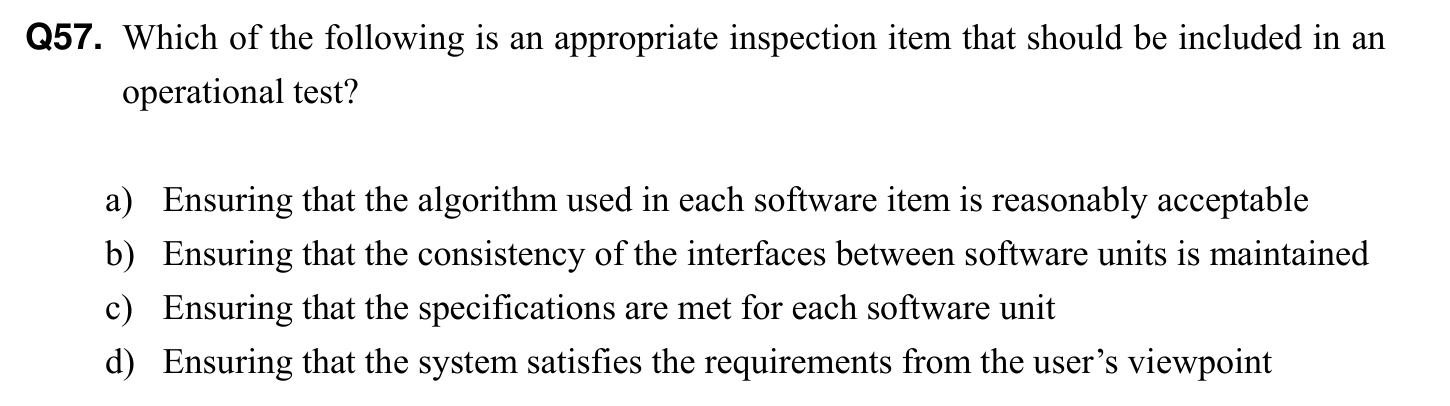 Q57. Which of the following is an appropriate inspection item that should be included in an
operational test?
a) Ensuring that the algorithm used in each software item is reasonably acceptable
b) Ensuring that the consistency of the interfaces between software units is maintained
c) Ensuring that the specifications are met for each software unit
d) Ensuring that the system satisfies the requirements from the user’s viewpoint